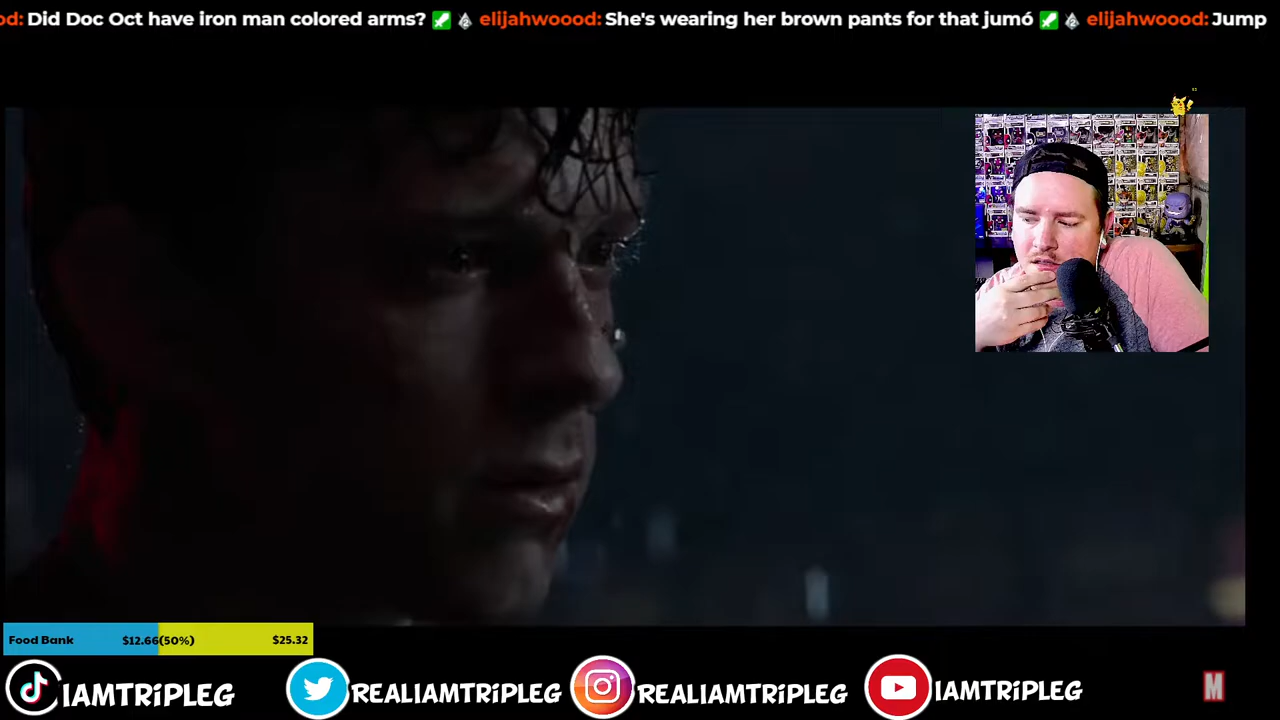 od: Did Doc Oct have iron man colored arms? elijahwoood: She's wearing her brown pants for that jumó elijahwoood: Jump
Food Bank $12.66(50%) $25.32
IAMTRiPLEG REALIAMTRiPLEG REALIAMTRiPLEG IAMTRiPLEG M